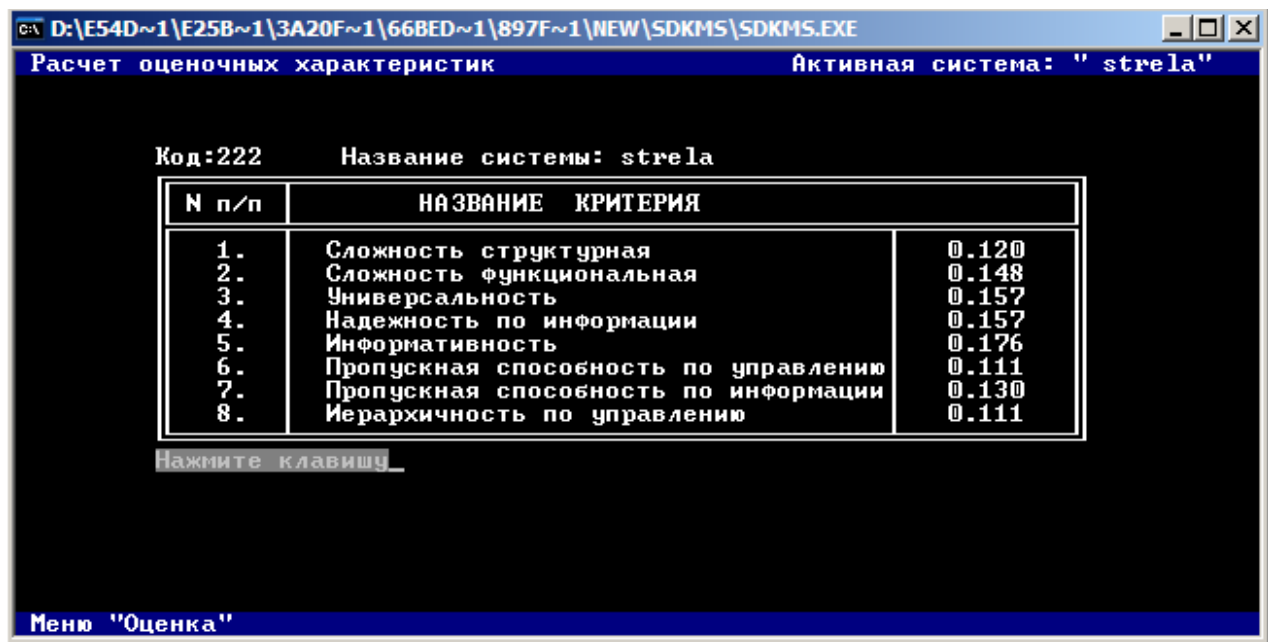 D:\E54D~1\E25B~1\3A20F~1\66BED~1\897F~1\NEW\SDKMS\SDKMS.EXE
Расчет оценочных характеристик Активная система: " strela"
Код:222 Название системы: strela
N п/п НАЗВАНИЕ КРИТЕРИЯ
1. Сложность структурная 0.120
2. Сложность функциональная 0.148
3. Универсальность 0.157
4. Надежность по информации 0.157
5. Информативность 0.176
6. Пропускная способность по управлению 0.111
7. Пропускная способность по информации 0.130
8. Иерархичность по управлению 0.111
Нажмите клавишу_
Меню "Оценка"